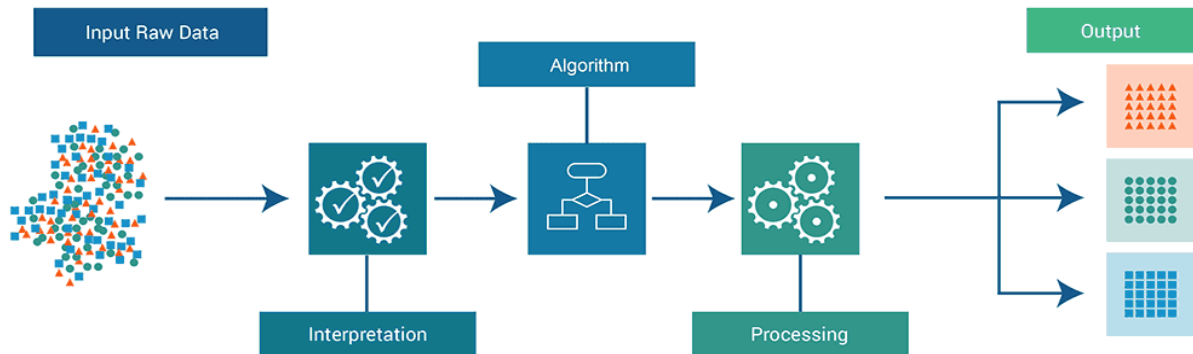 Input Raw Data
Algorithm
Output
Interpretation
Processing